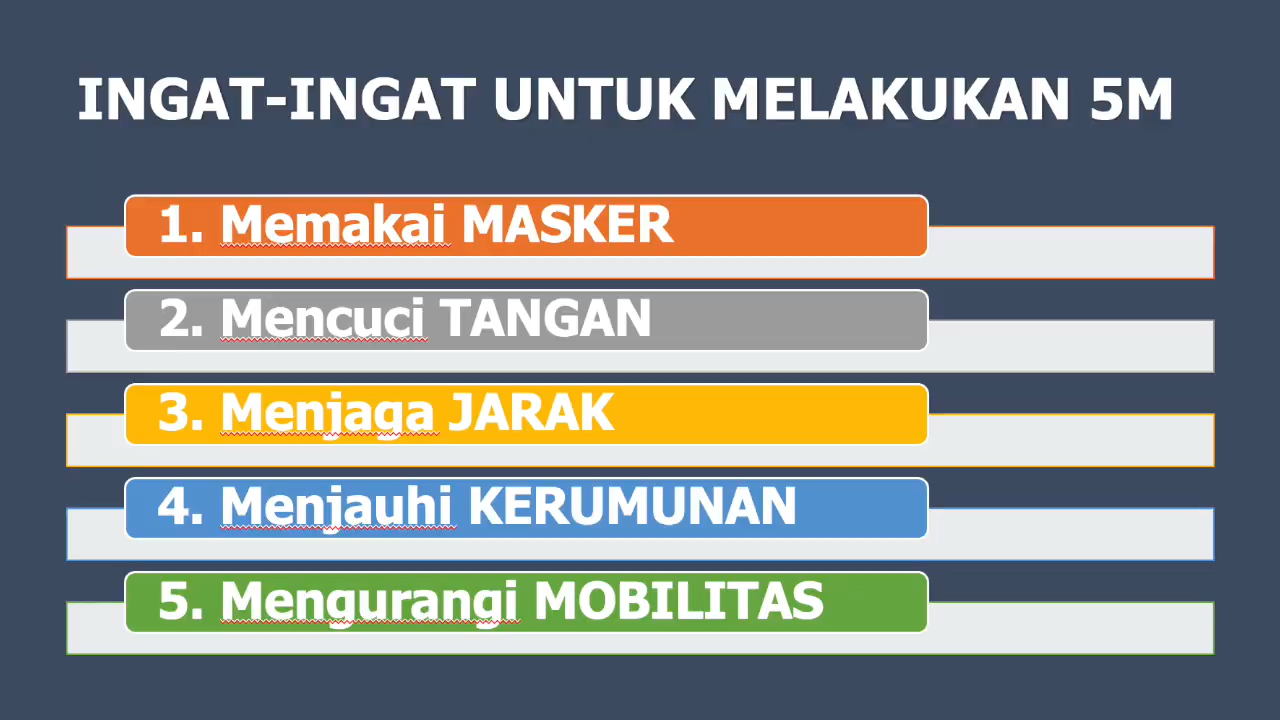 INGAT-INGAT UNTUK MELAKUKAN 5M
1. Memakai MASKER
2. Mencuci TANGAN
3. Menjaga JARAK
4. Menjauhi KERUMUNAN
5. Mengurangi MOBILITAS